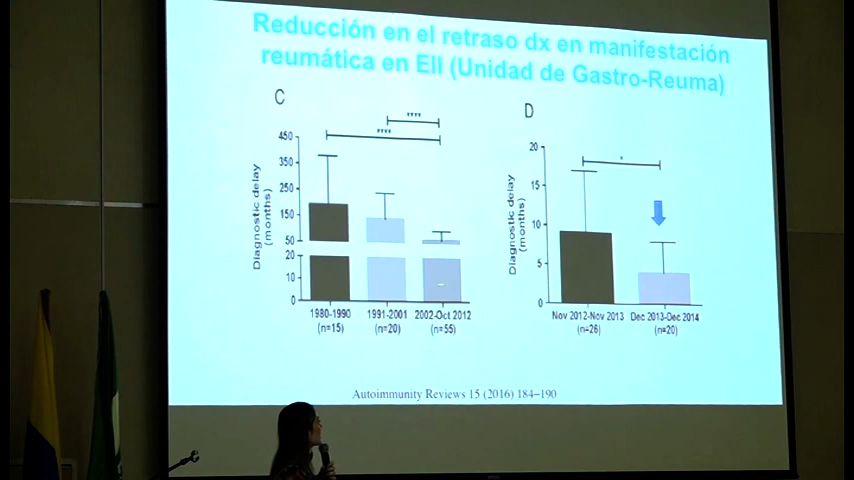 Reducción en el retraso dx en manifestación
reumática en EII (Unidad de Gastro-Reuma)
C
D
****
****
*
450
350
250
150
50
20
10
0
Diagnostic delay
(months)
1980-1990
(n=15)
1991-2001
(n=20)
2002-Oct 2012
(n=55)
20
15
10
5
0
Diagnostic delay
(months)
Nov 2012-Nov 2013
(n=26)
Dec 2013-Dec 2014
(n=20)
Autoimmunity Reviews 15 (2016) 184–190